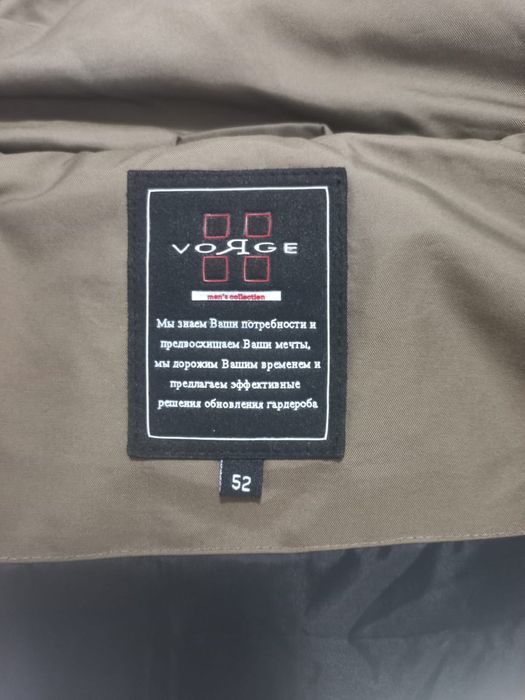 VOЯGE
men's collection
Мы знаем Ваши потребности и
предвосхищаем Ваши мечты,
мы дорожим Вашим временем и
предлагаем эффективные
решения обновления гардероба
52